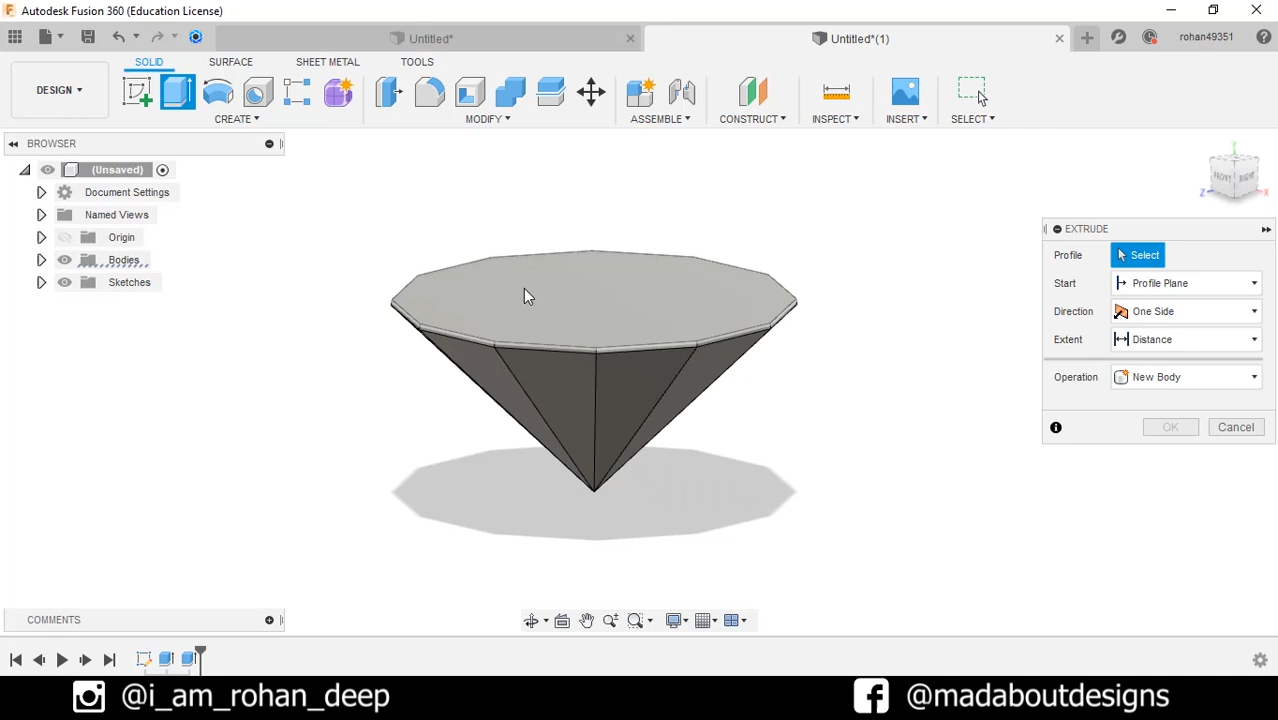 Autodesk Fusion 360 (Education License)
Untitled*
Untitled*(1)
rohan49351
SOLID SURFACE SHEET METAL TOOLS
DESIGN
CREATE MODIFY ASSEMBLE CONSTRUCT INSPECT INSERT SELECT
BROWSER
(Unsaved)
Document Settings
Named Views
Origin
Bodies
Sketches
Y
FRONT RIGHT
Z X
EXTRUDE
Profile Select
Start Profile Plane
Direction One Side
Extent Distance
Operation New Body
OK Cancel
COMMENTS
@i_am_rohan_deep
@madaboutdesigns